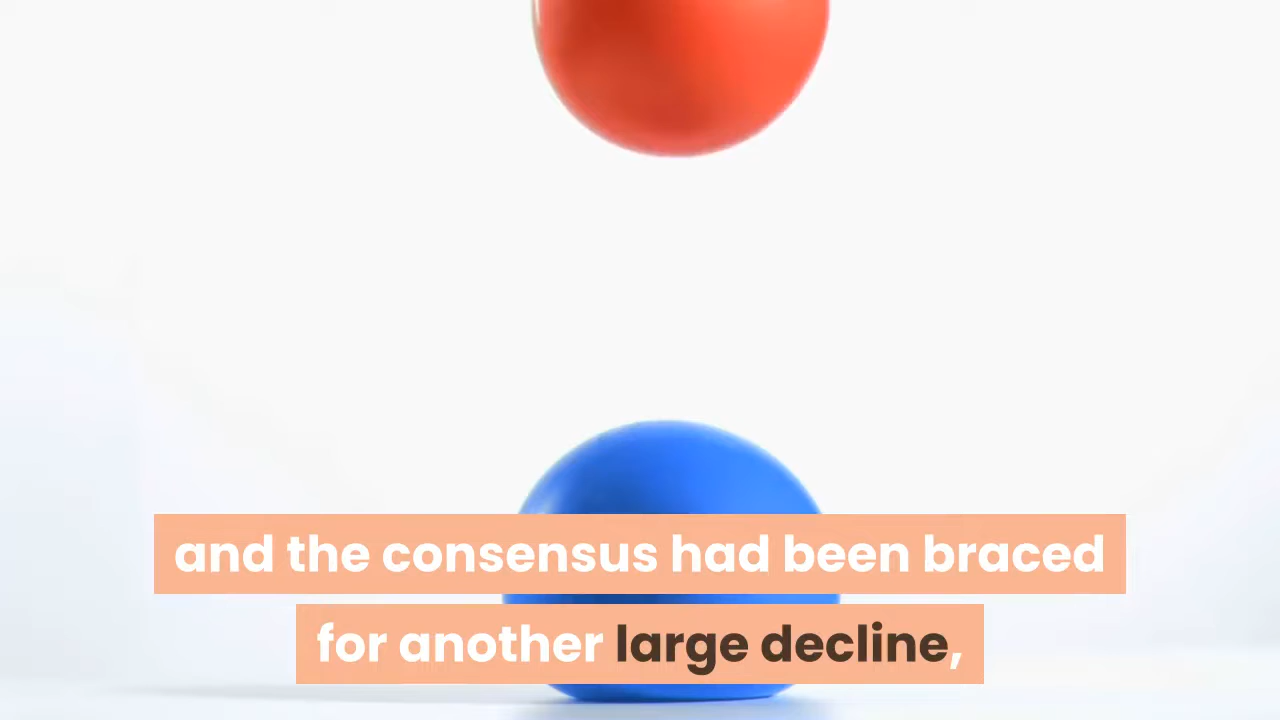 and the consensus had been braced
for another large decline,